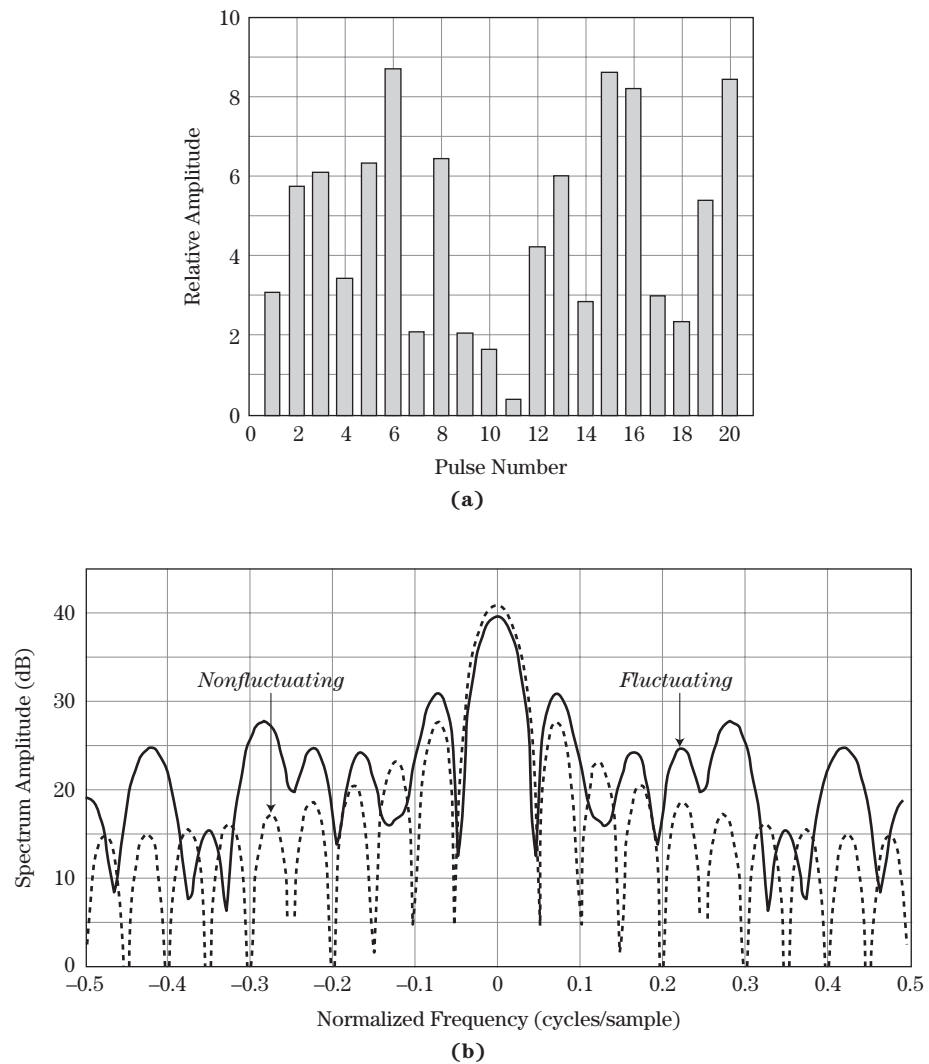 10
8
6
4
2
0
Relative Amplitude
0 2 4 6 8 10 12 14 16 18 20
Pulse Number
(a)
40
30
20
10
0
Spectrum Amplitude (dB)
Nonfluctuating
Fluctuating
–0.5 –0.4 –0.3 –0.2 –0.1 0 0.1 0.2 0.3 0.4 0.5
Normalized Frequency (cycles/sample)
(b)